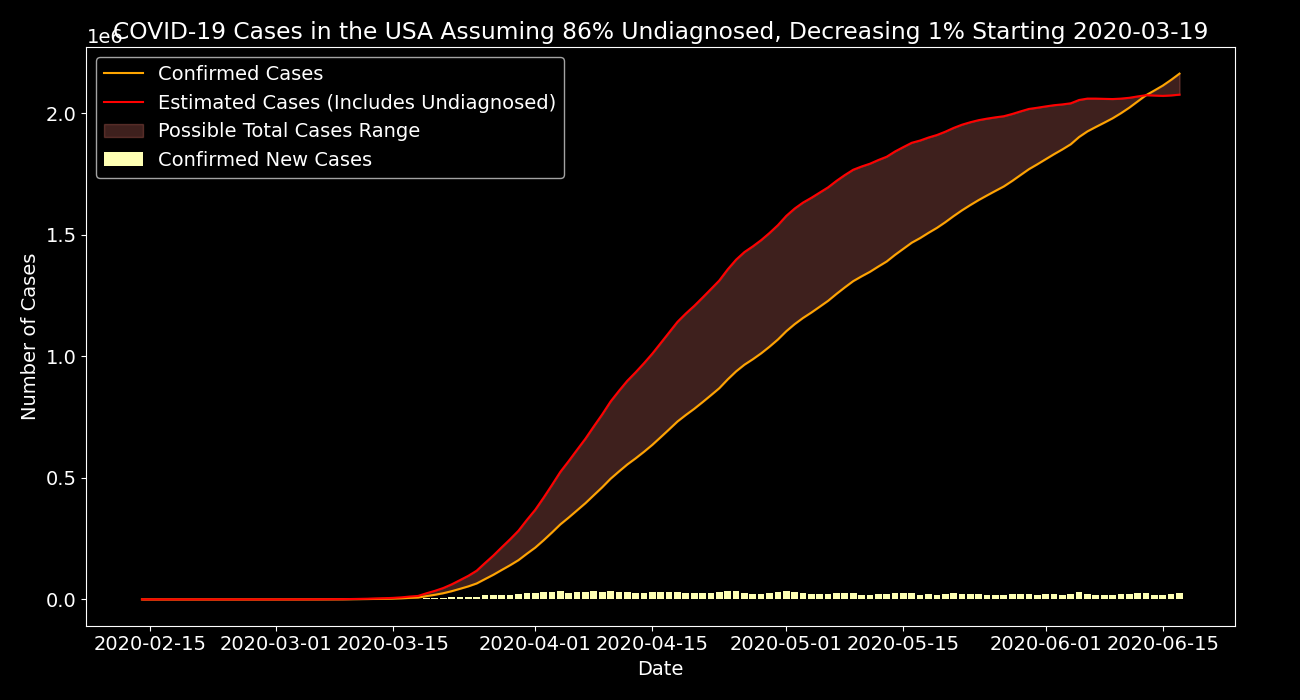 COVID-19 Cases in the USA Assuming 86% Undiagnosed, Decreasing 1% Starting 2020-03-19
1e6
Confirmed Cases
Estimated Cases (Includes Undiagnosed)
Possible Total Cases Range
Confirmed New Cases
Number of Cases
2.0
1.5
1.0
0.5
0.0
2020-02-15 2020-03-01 2020-03-15 2020-04-01 2020-04-15 2020-05-01 2020-05-15 2020-06-01 2020-06-15
Date